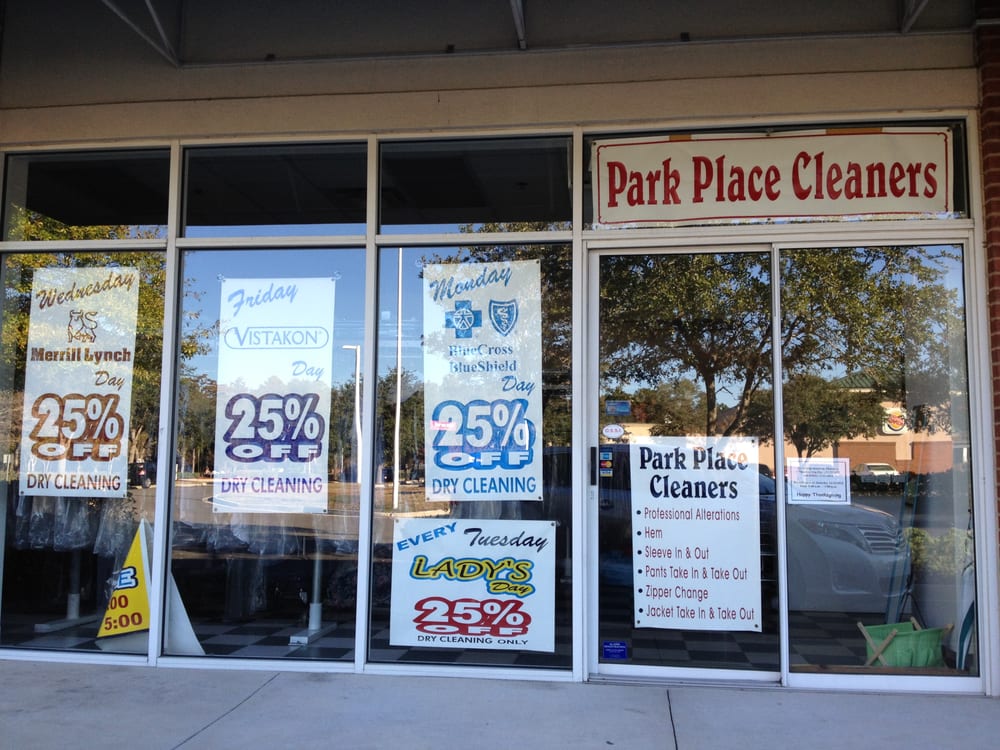 Park Place Cleaners
Wednesday
Merrill Lynch
Day
25%
OFF
DRY CLEANING
Friday
VISTAKON®
Day
25%
OFF
DRY CLEANING
Monday
BlueCross
BlueShield
Day
25%
OFF
DRY CLEANING
EVERY Tuesday
LADY'S
Day
25%
OFF
DRY CLEANING ONLY
E
:00
5:00
Park Place
Cleaners
• Professional Alterations
• Hem
• Sleeve In & Out
• Pants Take In & Take Out
• Zipper Change
• Jacket Take In & Take Out
Happy Thanksgiving